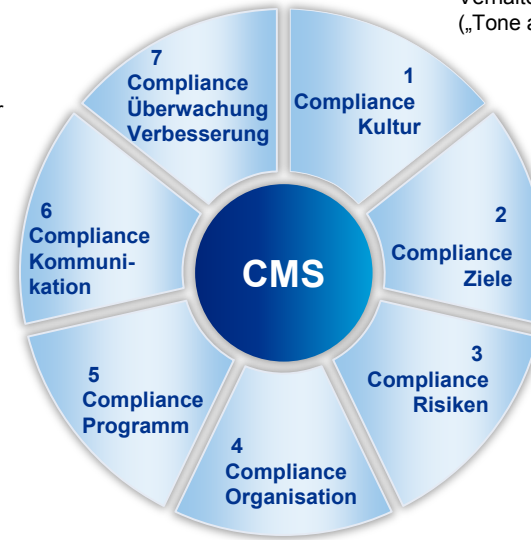 („Tone
r
7
Compliance
Überwachung
Verbesserung
1
Compliance
Kultur
2
Compliance
Ziele
3
Compliance
Risiken
4
Compliance
Organisation
5
Compliance
Programm
6
Compliance
Kommuni-
kation
CMS